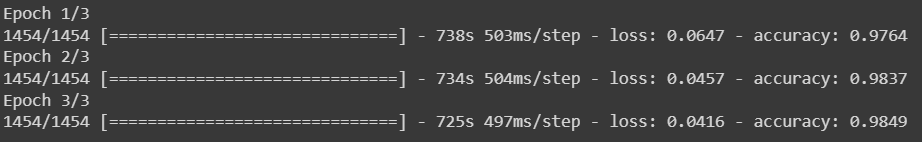 Epoch 1/3
1454/1454 [==============================] - 738s 503ms/step - loss: 0.0647 - accuracy: 0.9764
Epoch 2/3
1454/1454 [==============================] - 734s 504ms/step - loss: 0.0457 - accuracy: 0.9837
Epoch 3/3
1454/1454 [==============================] - 725s 497ms/step - loss: 0.0416 - accuracy: 0.9849